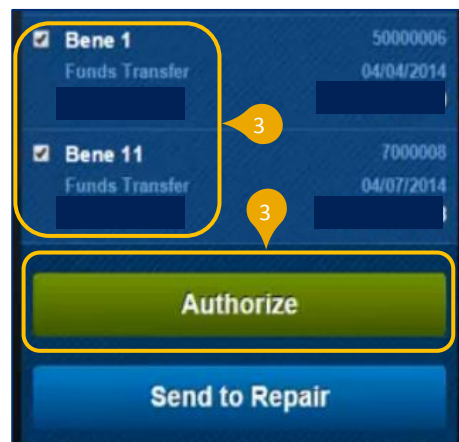 Bene 1 50000006
Funds Transfer 04/04/2014
3
Bene 11 7000008
Funds Transfer 04/07/2014
3
Authorize
Send to Repair